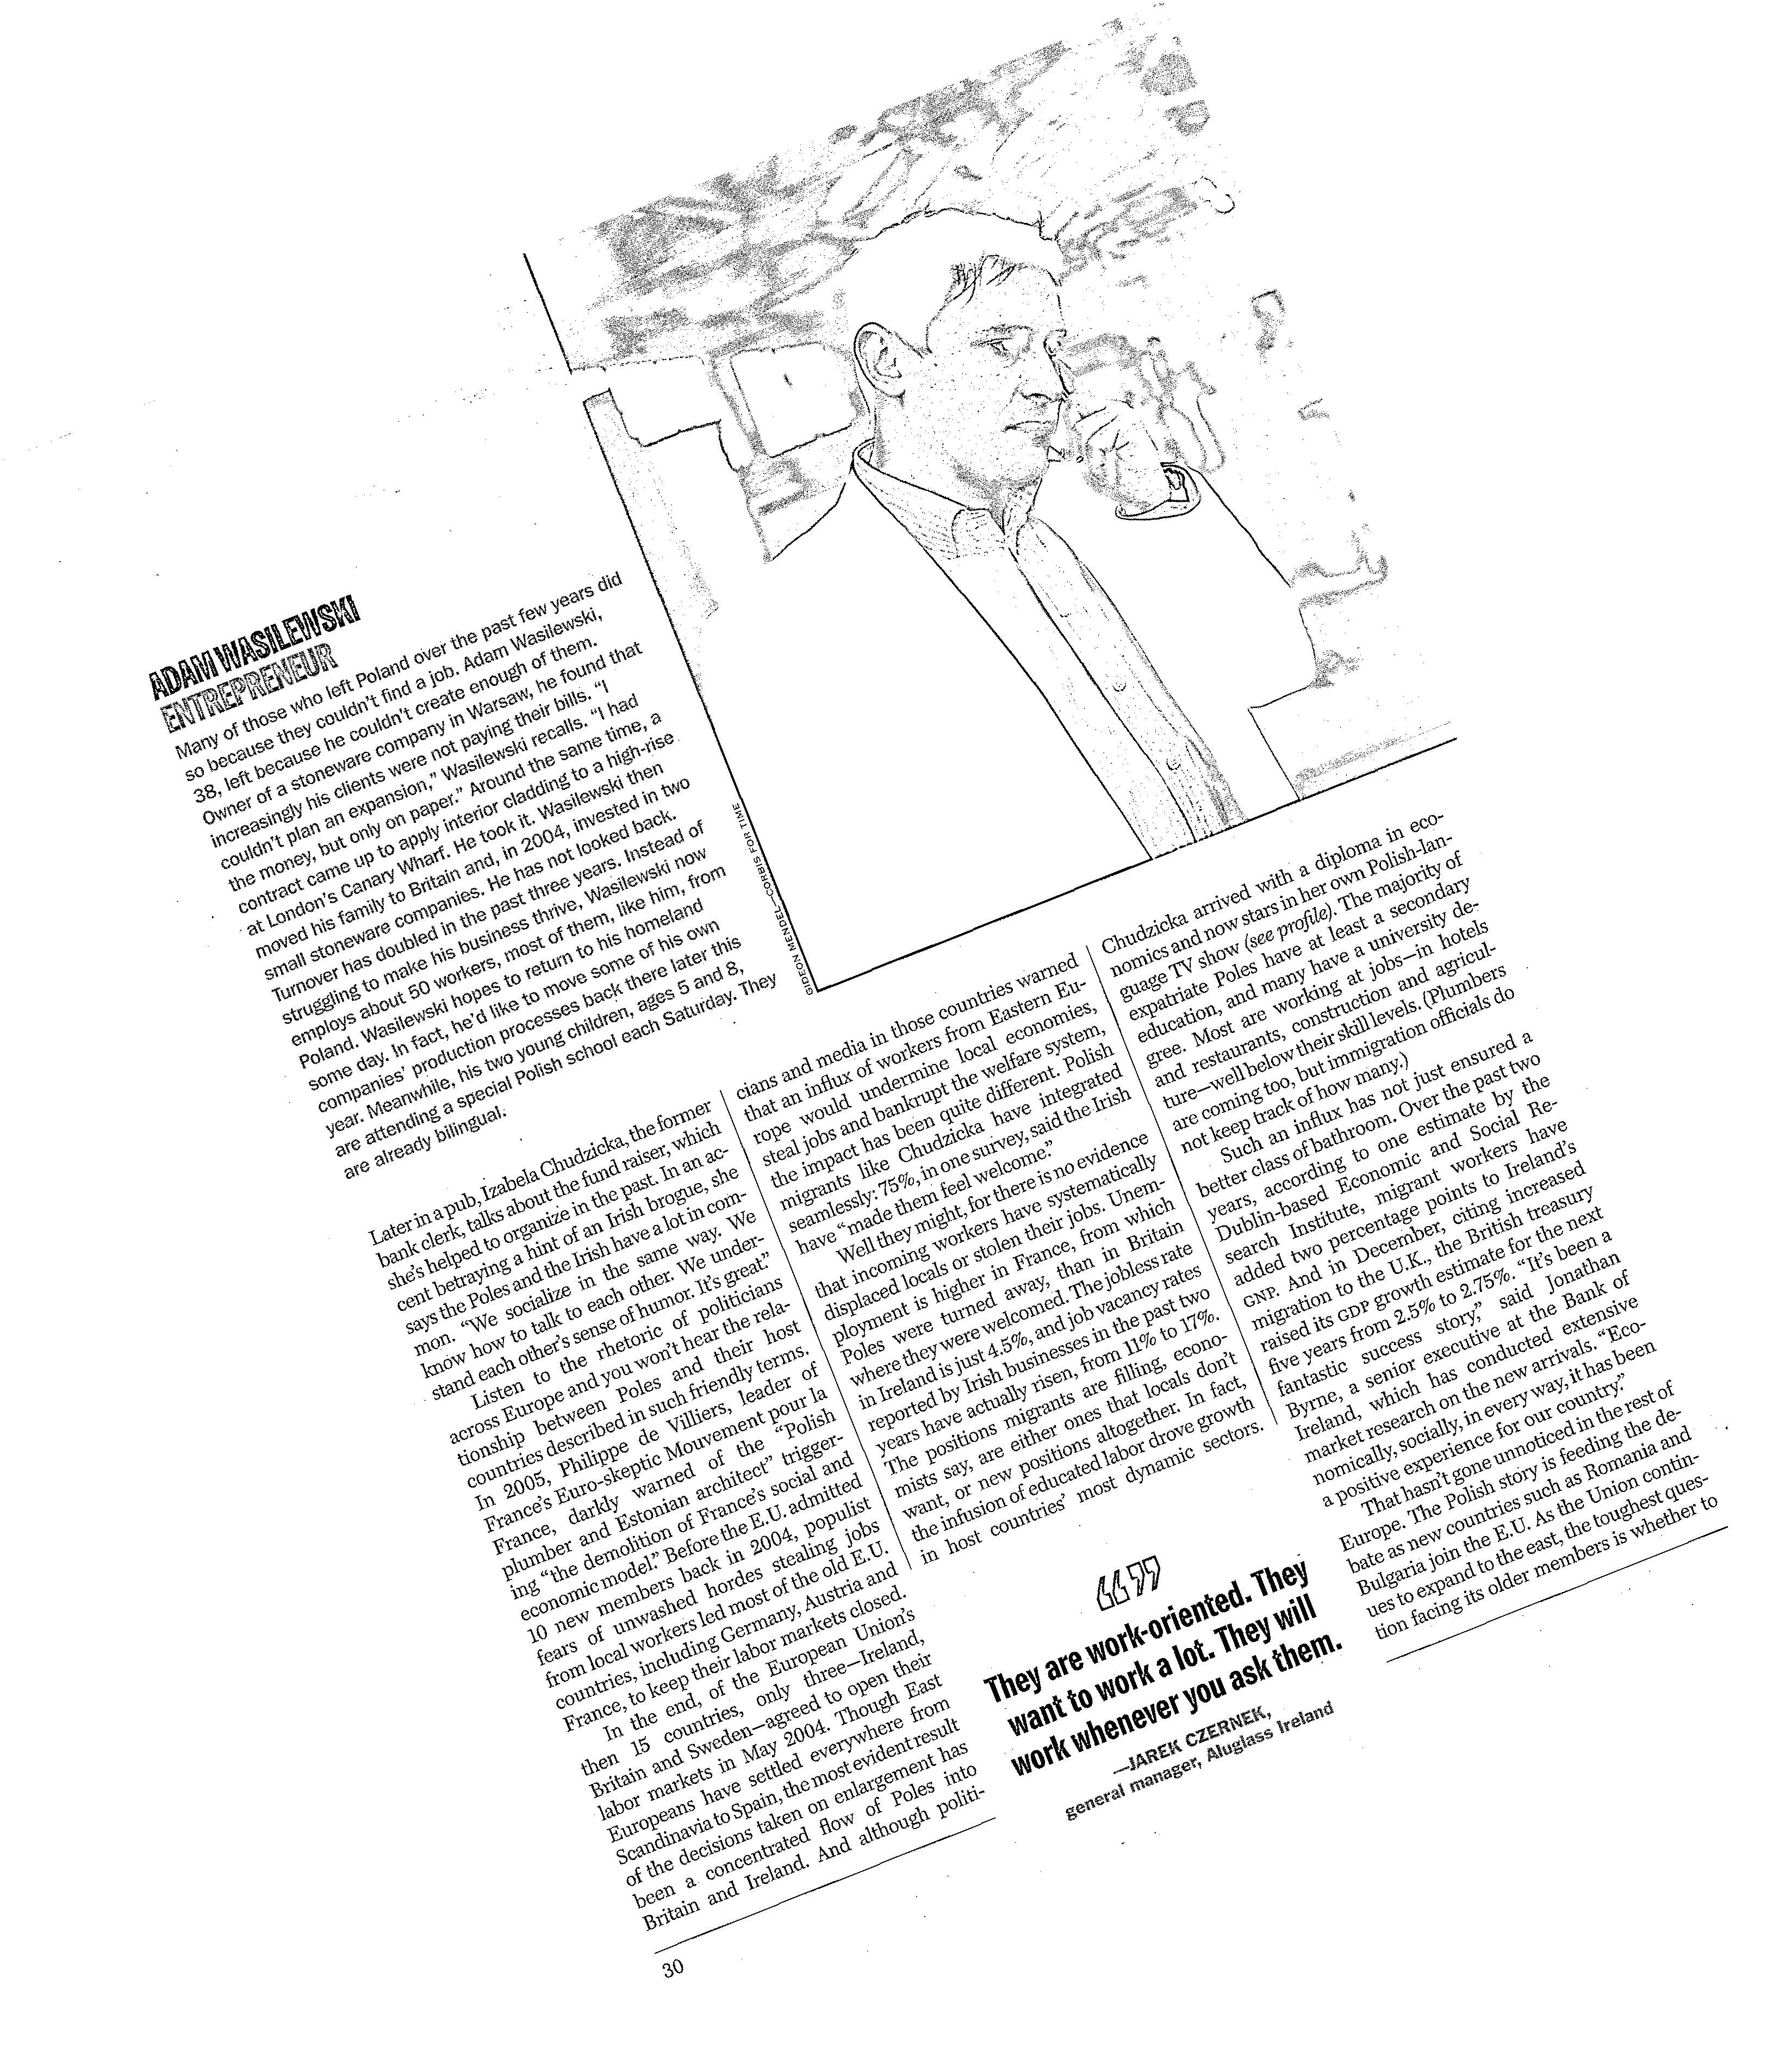 ADAM WASILEWSKI
ENTREPRENEUR
Many of those who left Poland over the past few years did
so because they couldn't find a job. Adam Wasilewski,
38, left because he couldn't create enough of them.
Owner of a stoneware company in Warsaw, he found that
increasingly his clients were not paying their bills. “I
couldn't plan an expansion,” Wasilewski recalls. “I had
the money, but only on paper.” Around the same time, a
contract came up to apply interior cladding to a high-rise
at London's Canary Wharf. He took it. Wasilewski then
moved his family to Britain and, in 2004, invested in two
small stoneware companies. He has not looked back.
Turnover has doubled in the past three years. Instead of
struggling to make his business thrive, Wasilewski now
employs about 50 workers, most of them, like him, from
Poland. Wasilewski hopes to return to his homeland
some day. In fact, he'd like to move some of his own
companies' production processes back there later this
year. Meanwhile, his two young children, ages 5 and 8,
are attending a special Polish school each Saturday. They
are already bilingual.
GIDEON MENDEL—CORBIS FOR TIME
Later in a pub, Izabela Chudzicka, the former
bank clerk, talks about the fund raiser, which
she's helped to organize in the past. In an ac-
cent betraying a hint of an Irish brogue, she
says the Poles and the Irish have a lot in com-
mon. “We socialize in the same way. We
know how to talk to each other. We under-
stand each other's sense of humor. It's great.”
Listen to the rhetoric of politicians
across Europe and you won't hear the rela-
tionship between Poles and their host
countries described in such friendly terms.
In 2005, Philippe de Villiers, leader of
France's Euro-skeptic Mouvement pour la
France, darkly warned of the “Polish
plumber and Estonian architect” trigger-
ing “the demolition of France's social and
economic model.” Before the E.U. admitted
10 new members back in 2004, populist
fears of unwashed hordes stealing jobs
from local workers led most of the old E.U.
countries, including Germany, Austria and
France, to keep their labor markets closed.
In the end, of the European Union's
then 15 countries, only three—Ireland,
Britain and Sweden—agreed to open their
labor markets in May 2004. Though East
Europeans have settled everywhere from
Scandinavia to Spain, the most evident result
of the decisions taken on enlargement has
been a concentrated flow of Poles into
Britain and Ireland. And although politi-
cians and media in those countries warned
that an influx of workers from Eastern Eu-
rope would undermine local economies,
steal jobs and bankrupt the welfare system,
the impact has been quite different. Polish
migrants like Chudzicka have integrated
seamlessly: 75%, in one survey, said the Irish
have “made them feel welcome.”
Well they might, for there is no evidence
that incoming workers have systematically
displaced locals or stolen their jobs. Unem-
ployment is higher in France, from which
Poles were turned away, than in Britain
where they were welcomed. The jobless rate
in Ireland is just 4.5%, and job vacancy rates
reported by Irish businesses in the past two
years have actually risen, from 11% to 17%.
The positions migrants are filling, econo-
mists say, are either ones that locals don't
want, or new positions altogether. In fact,
the infusion of educated labor drove growth
in host countries' most dynamic sectors.
“”
They are work-oriented. They
want to work a lot. They will
work whenever you ask them.
—JAREK CZERNEK,
general manager, Aluglass Ireland
Chudzicka arrived with a diploma in eco-
nomics and now stars in her own Polish-lan-
guage TV show (see profile). The majority of
expatriate Poles have at least a secondary
education, and many have a university de-
gree. Most are working at jobs—in hotels
and restaurants, construction and agricul-
ture—well below their skill levels. (Plumbers
are coming too, but immigration officials do
not keep track of how many.)
Such an influx has not just ensured a
better class of bathroom. Over the past two
years, according to one estimate by the
Dublin-based Economic and Social Re-
search Institute, migrant workers have
added two percentage points to Ireland's
GNP. And in December, citing increased
migration to the U.K., the British treasury
raised its GDP growth estimate for the next
five years from 2.5% to 2.75%. “It's been a
fantastic success story,” said Jonathan
Byrne, a senior executive at the Bank of
Ireland, which has conducted extensive
market research on the new arrivals. “Eco-
nomically, socially, in every way, it has been
a positive experience for our country.”
That hasn't gone unnoticed in the rest of
Europe. The Polish story is feeding the de-
bate as new countries such as Romania and
Bulgaria join the E.U. As the Union contin-
ues to expand to the east, the toughest ques-
tion facing its older members is whether to
30